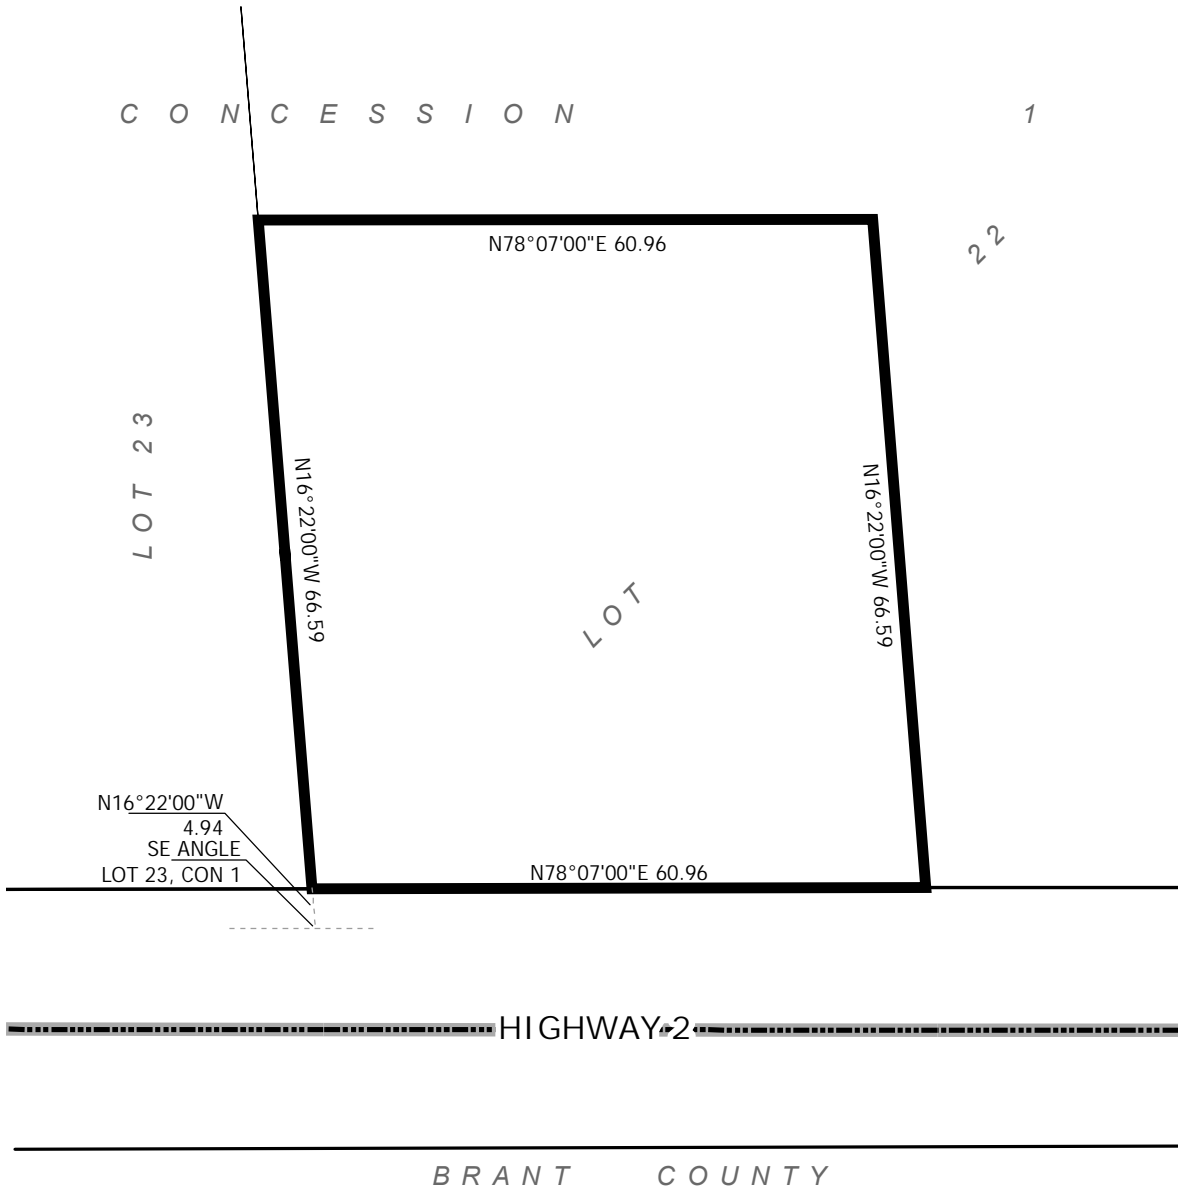 CONCESSION 1
N78°07'00"E 60.96
22
LOT 23
N16°22'00"W 66.59
N16°22'00"W 66.59
LOT
N16°22'00"W
4.94
SE ANGLE
LOT 23, CON 1
N78°07'00"E 60.96
HIGHWAY 2
BRANT COUNTY